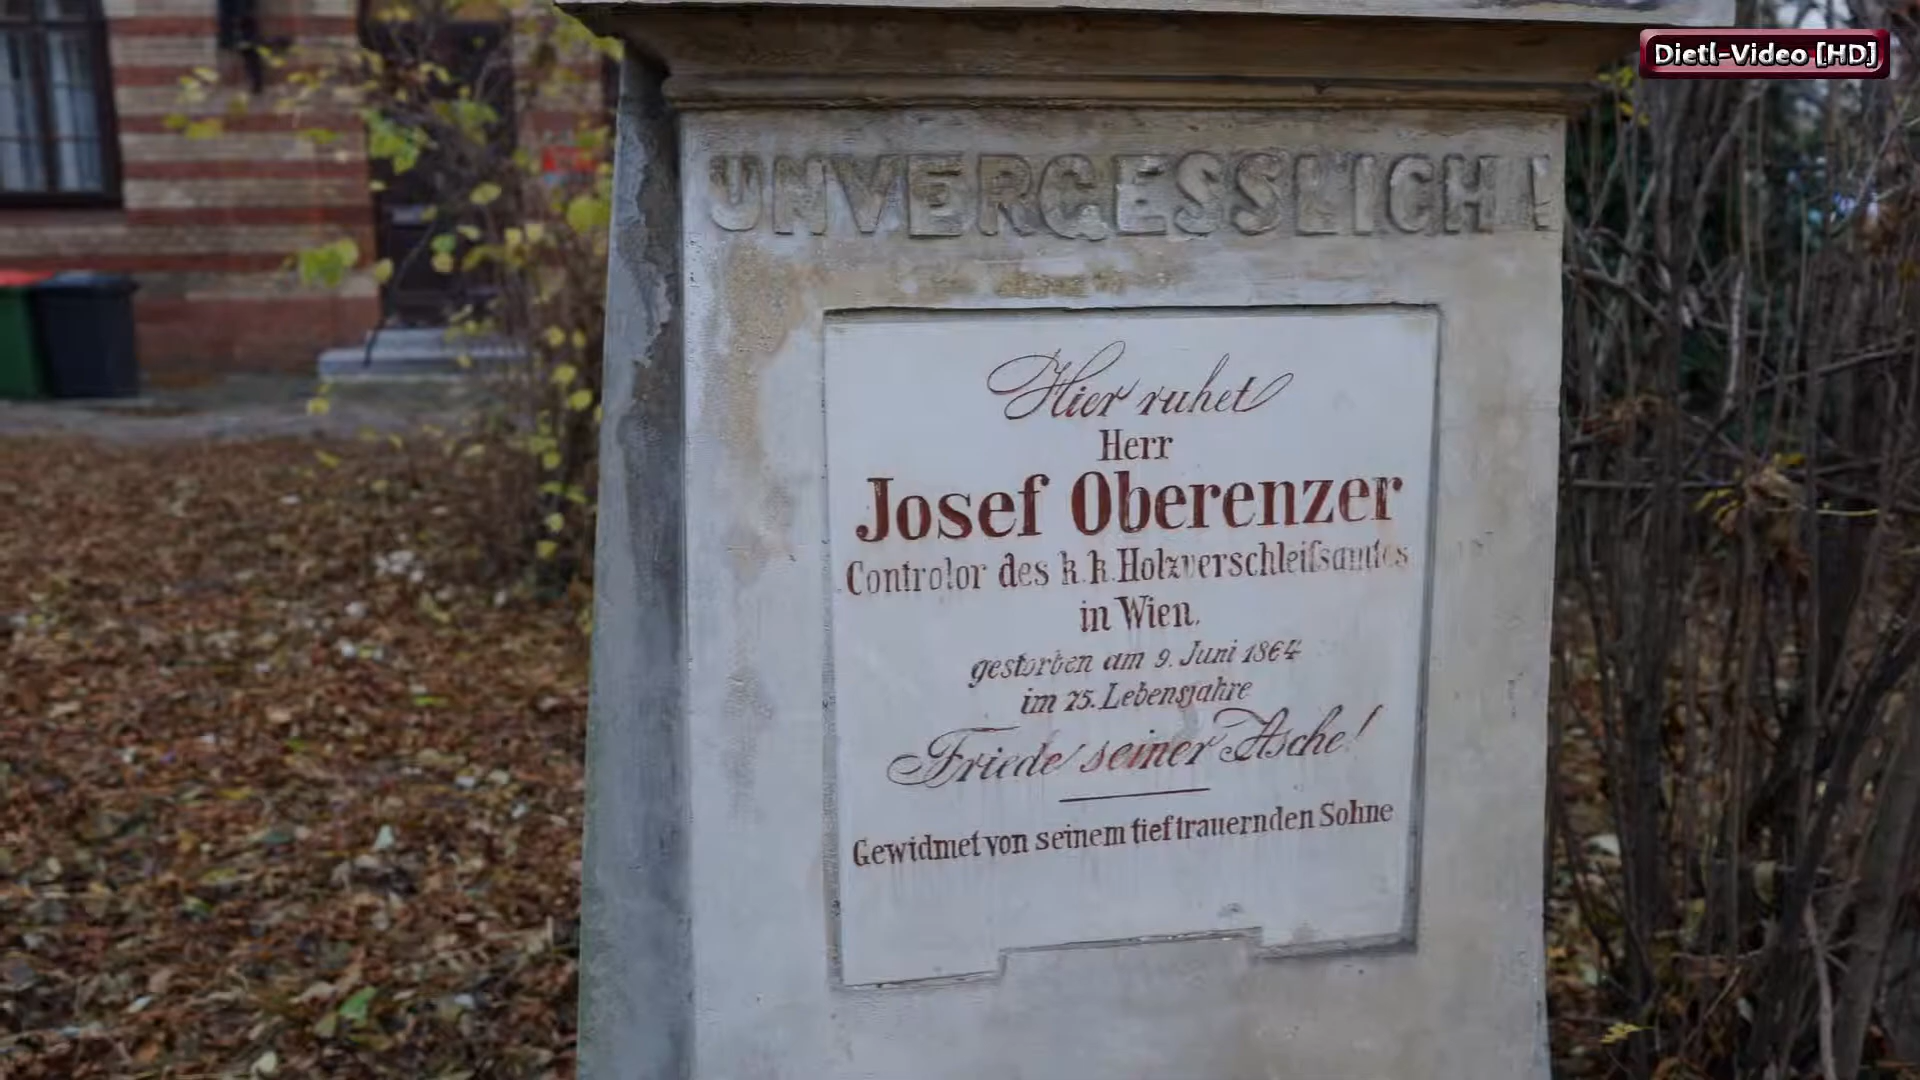 Dietl-Video [HD]
UNVERGESSLICH!
Hier ruhet
Herr
Josef Oberenzer
Controlor des k.k. Holzverschleiſsamtes
in Wien.
gestorben am 9. Juni 1864
im 75. Lebensjahre
Friede seiner Asche!
Gewidmet von seinem tieftrauernden Sohne